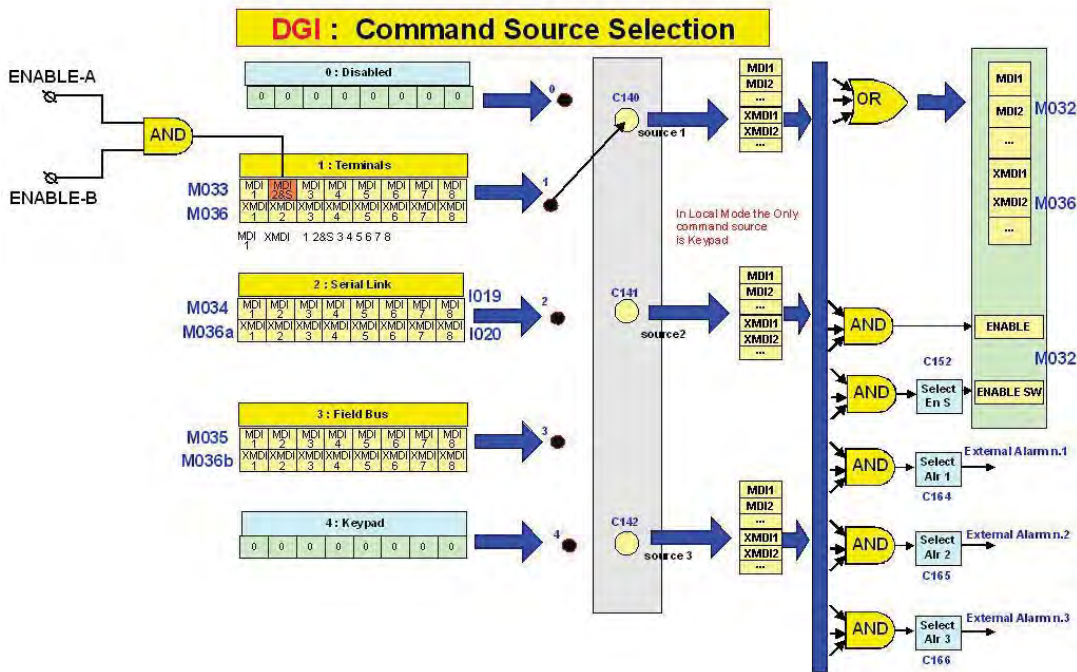 DGI : Command Source Selection
ENABLE-A
ENABLE-B
AND
0 : Disabled
0 0 0 0 0 0 0 0
0
1 : Terminals
M033
MDI 1 MDI 2&S MDI 3 MDI 4 MDI 5 MDI 6 MDI 7 MDI 8
M036
XMDI 1 XMDI 2 XMDI 3 XMDI 4 XMDI 5 XMDI 6 XMDI 7 XMDI 8
MDI 1 XMDI 1 2&S 3 4 5 6 7 8
1
2 : Serial Link
M034
MDI 1 MDI 2 MDI 3 MDI 4 MDI 5 MDI 6 MDI 7 MDI 8
I019
M036a
XMDI 1 XMDI 2 XMDI 3 XMDI 4 XMDI 5 XMDI 6 XMDI 7 XMDI 8
I020
2
3 : Field Bus
M035
MDI 1 MDI 2 MDI 3 MDI 4 MDI 5 MDI 6 MDI 7 MDI 8
M036b
XMDI 1 XMDI 2 XMDI 3 XMDI 4 XMDI 5 XMDI 6 XMDI 7 XMDI 8
3
4 : Keypad
0 0 0 0 0 0 0 0
4
C140
source 1
C141
source2
C142
source 3
In Local Mode the Only
command source
is Keypad
MDI1
MDI2
...
XMDI1
XMDI2
...
MDI1
MDI2
...
XMDI1
XMDI2
...
MDI1
MDI2
...
XMDI1
XMDI2
...
OR
MDI1
MDI2
...
XMDI1
XMDI2
...
M032
M036
AND
ENABLE
M032
AND
C152
Select
En S
ENABLE SW
AND
Select
Alr 1
C164
External Alarm n.1
AND
Select
Alr 2
C165
External Alarm n.2
AND
Select
Alr 3
C166
External Alarm n.3